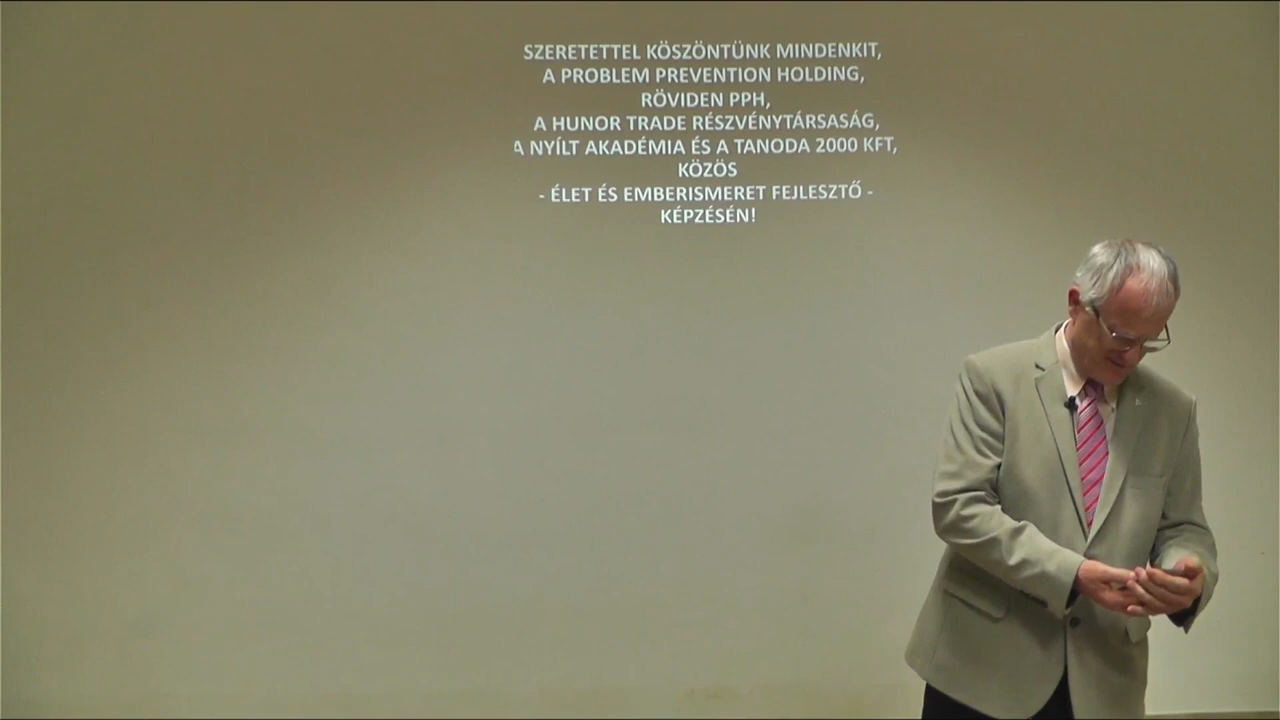 SZERETETTEL KÖSZÖNTÜNK MINDENKIT,
A PROBLEM PREVENTION HOLDING,
RÖVIDEN PPH,
A HUNOR TRADE RÉSZVÉNYTÁRSASÁG,
A NYÍLT AKADÉMIA ÉS A TANODA 2000 KFT,
KÖZÖS
- ÉLET ÉS EMBERISMERET FEJLESZTŐ -
KÉPZÉSÉN!